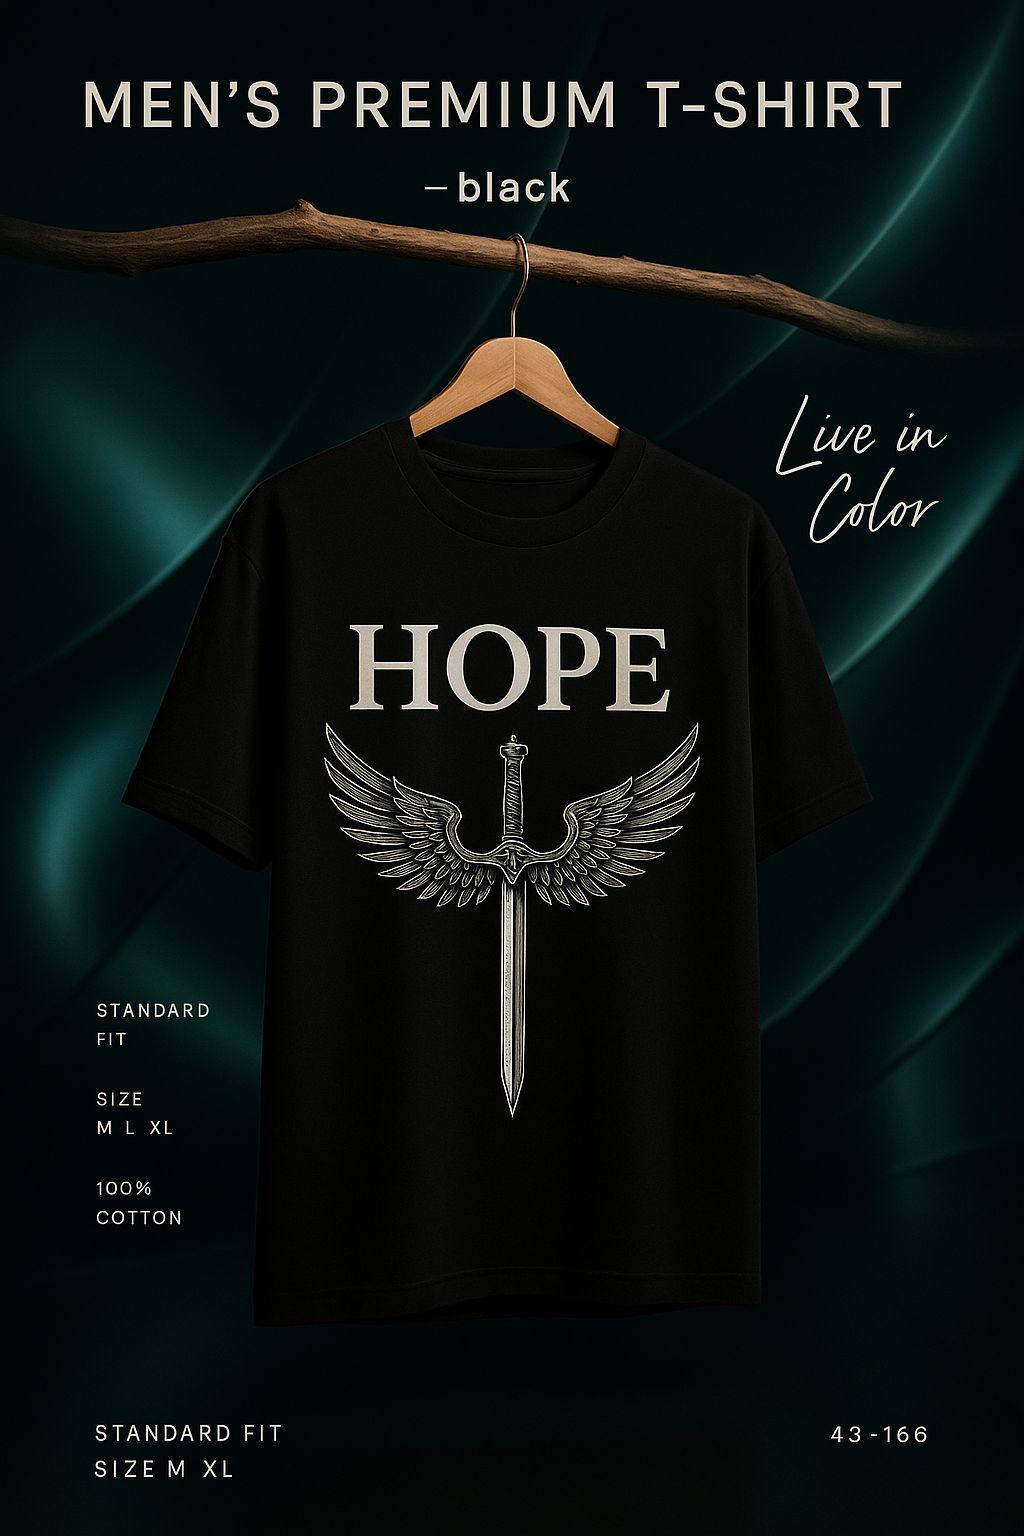 MEN'S PREMIUM T-SHIRT
–black
Live in
Color
HOPE
STANDARD
FIT
SIZE
M L XL
100%
COTTON
STANDARD FIT
SIZE M XL
43-166